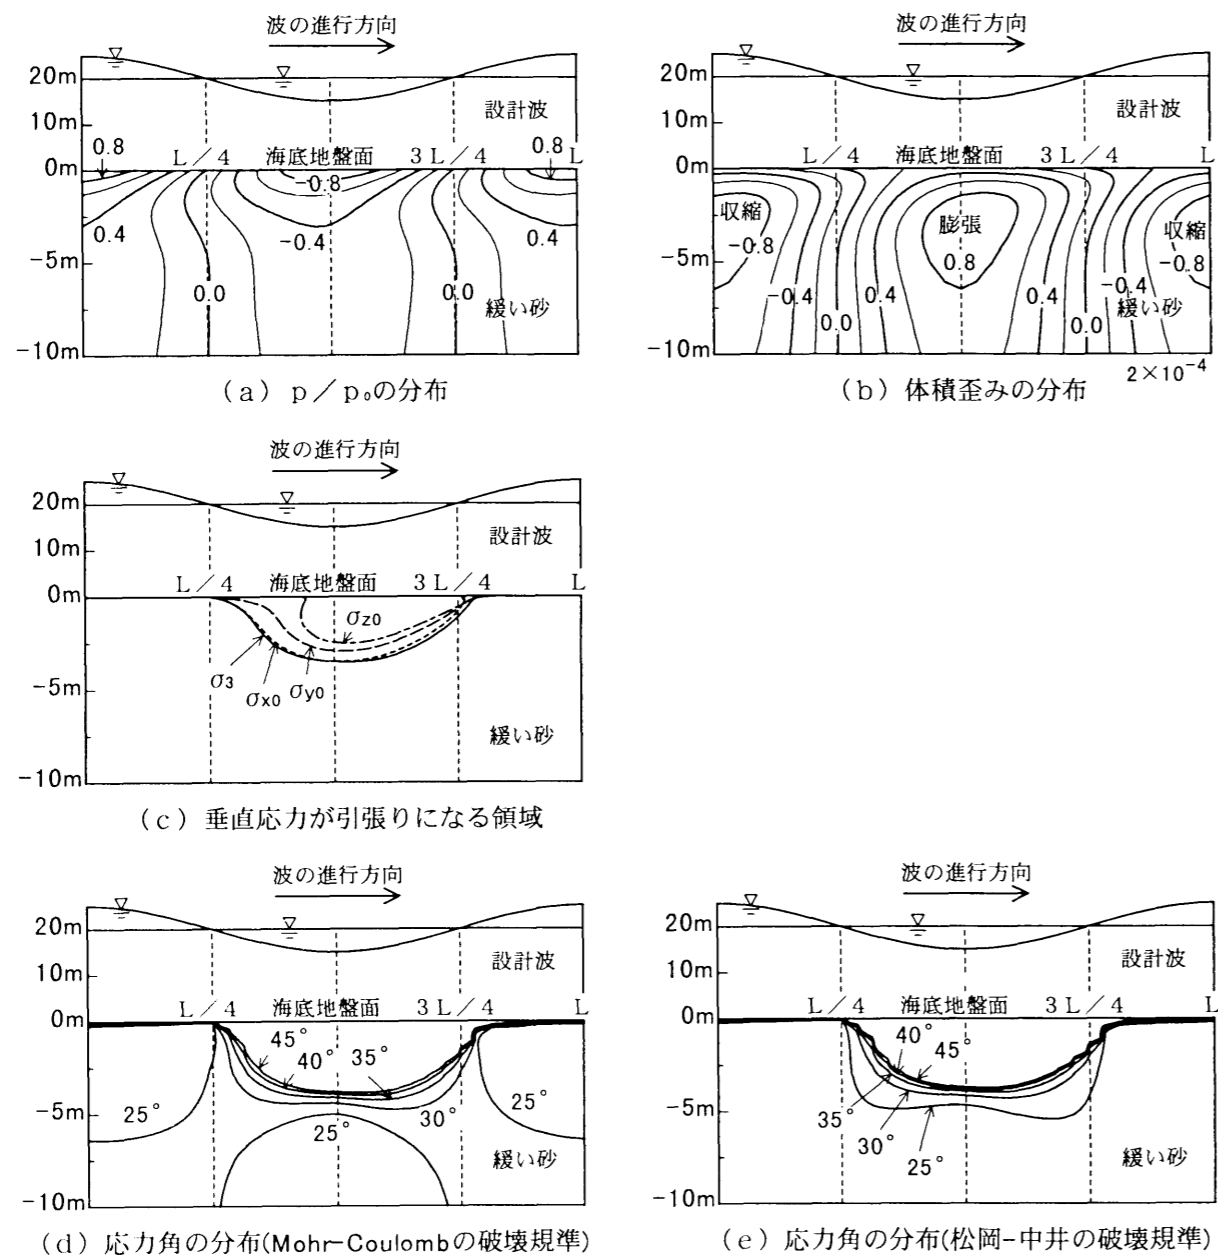 波の進行方向
20m
10m
設計波
0.8
L／4
海底地盤面
3L／4
0.8
L
0m
-0.8
0.4
-0.4
0.4
-5m
0.0
0.0
緩い砂
-10m
(a) p／p₀の分布
波の進行方向
20m
10m
設計波
L／4
海底地盤面
3L／4
L
0m
収縮
-0.8
膨張
0.8
収縮
-0.8
-5m
-0.4
0.4
0.4
-0.4
0.0
0.0
緩い砂
-10m
2×10⁻⁴
(b) 体積歪みの分布
波の進行方向
20m
10m
設計波
L／4
海底地盤面
3L／4
L
0m
σz0
σ3
σx0
σy0
-5m
緩い砂
-10m
(c) 垂直応力が引張りになる領域
波の進行方向
20m
10m
設計波
L／4
海底地盤面
3L／4
L
0m
45°
40°
35°
25°
30°
25°
-5m
25°
緩い砂
-10m
(d) 応力角の分布(Mohr-Coulombの破壊規準)
波の進行方向
20m
10m
設計波
L／4
海底地盤面
3L／4
L
0m
40°
45°
35°
-5m
30°
25°
緩い砂
-10m
(e) 応力角の分布(松岡-中井の破壊規準)